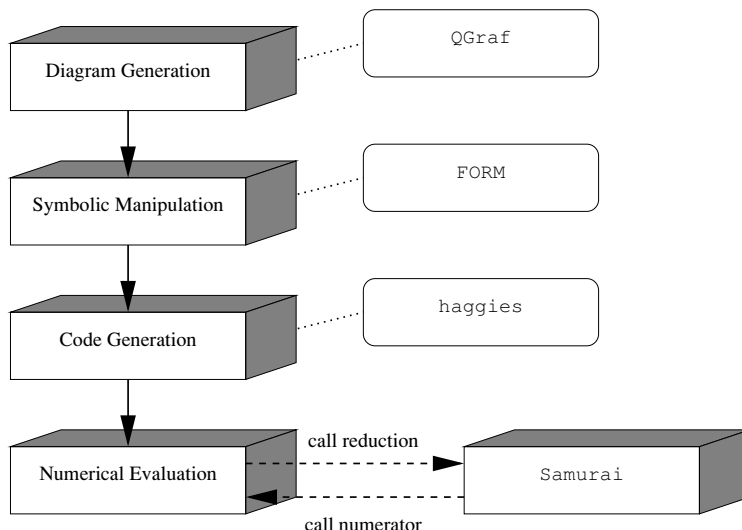 QGraf
Diagram Generation
FORM
Symbolic Manipulation
haggies
Code Generation
call reduction
Numerical Evaluation
Samurai
call numerator